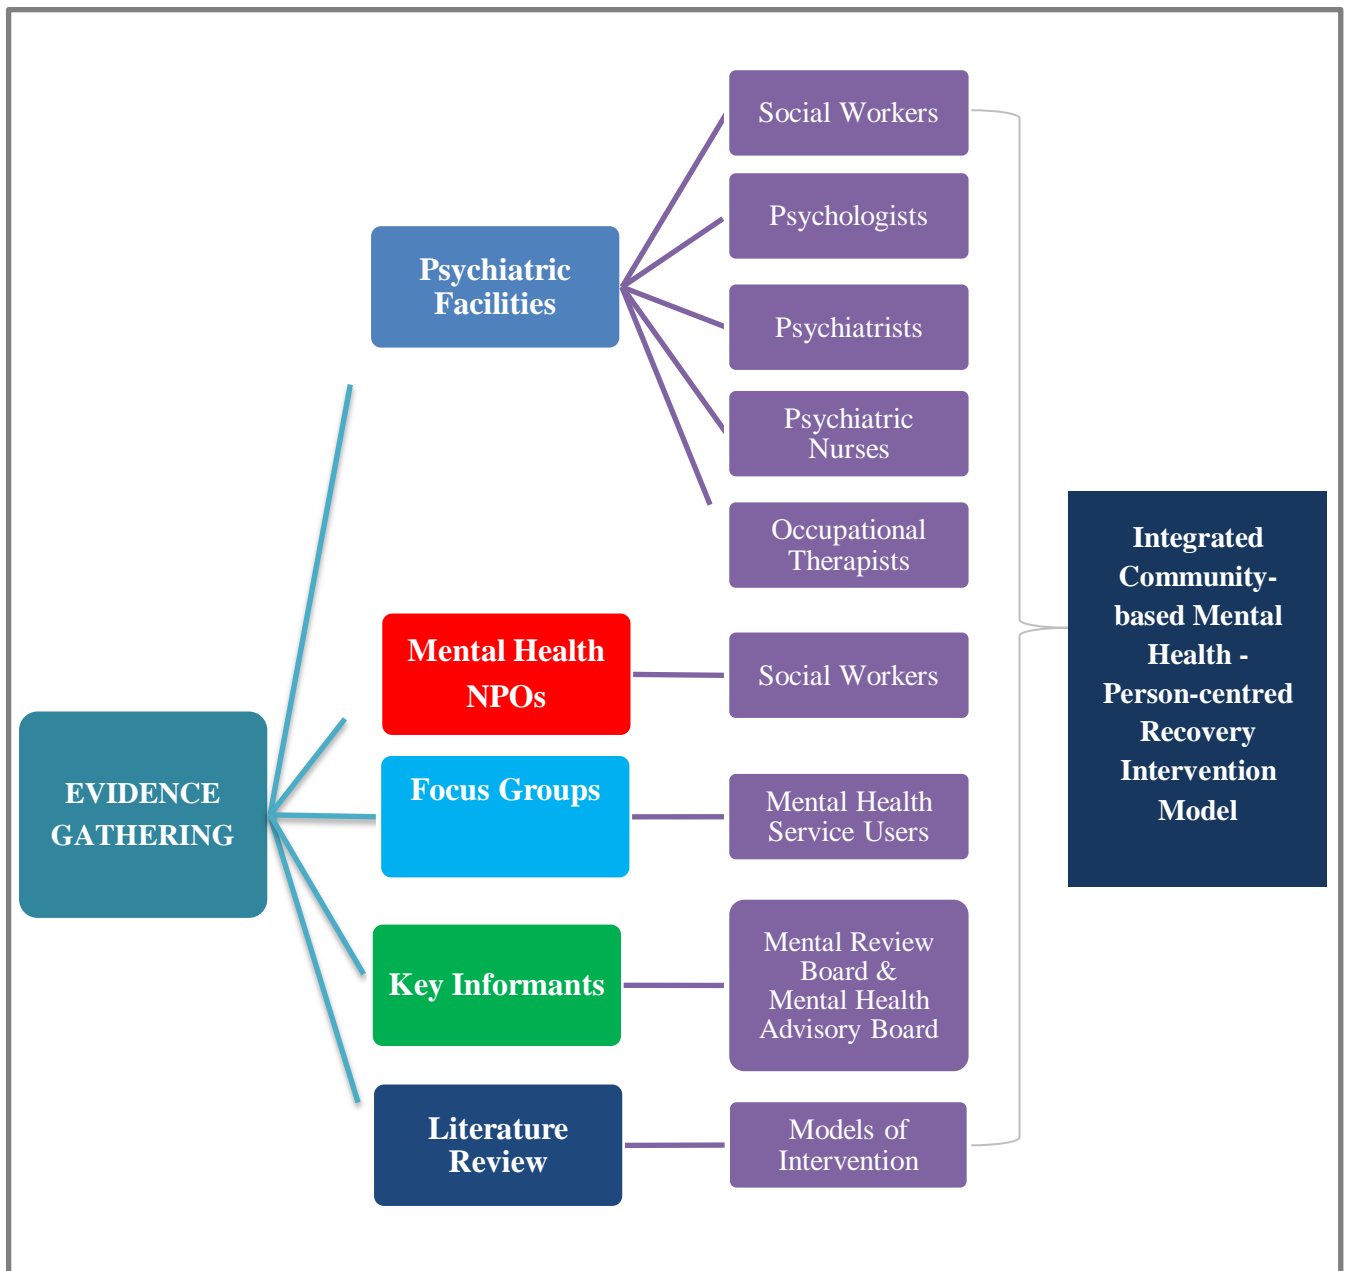 EVIDENCE
GATHERING
Psychiatric
Facilities
Social Workers
Psychologists
Psychiatrists
Psychiatric
Nurses
Occupational
Therapists
Mental Health
NPOs
Social Workers
Focus Groups
Mental Health
Service Users
Key Informants
Mental Review
Board &
Mental Health
Advisory Board
Literature
Review
Models of
Intervention
Integrated
Community-
based Mental
Health -
Person-centred
Recovery
Intervention
Model